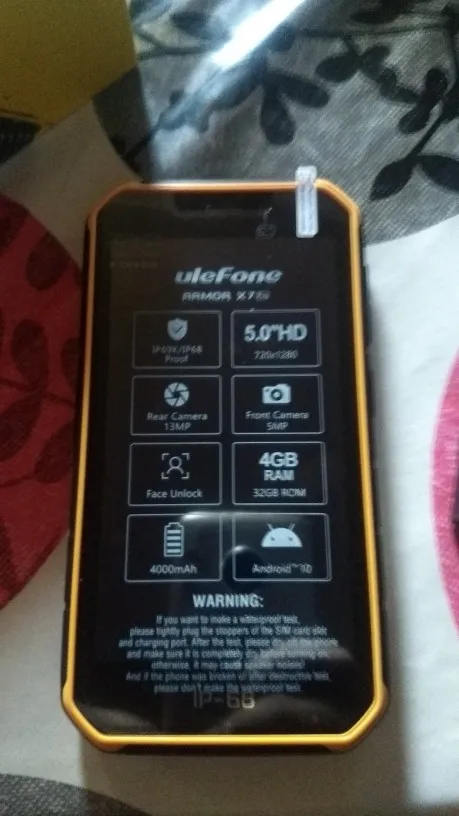 uleFone
ARMOR X7
IP69K/IP68
Proof
5.0"HD
720x1280
Rear Camera
13MP
Front Camera
5MP
Face Unlock
4GB
RAM
32GB ROM
4000mAh
Android™ 10
WARNING:
If you want to make a waterproof test,
please tightly plug the stoppers of the SIM card slot
and charging port. After the test, please dry off the phone
and make sure it is completely dry before turning on,
otherwise, it may cause speaker noises!
And if the phone was broken or after destructive test,
please don't make the waterproof test.
IP-68